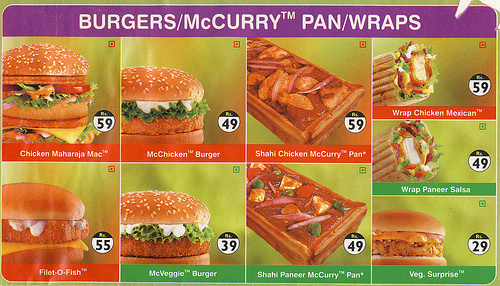 BURGERS/McCURRY™ PAN/WRAPS
Rs. 59
Chicken Maharaja Mac™
Rs. 49
McChicken™ Burger
Rs. 59
Shahi Chicken McCurry™ Pan*
Rs. 59
Wrap Chicken Mexican™
Rs. 49
Wrap Paneer Salsa
Rs. 55
Filet-O-Fish™
Rs. 39
McVeggie™ Burger
Rs. 49
Shahi Paneer McCurry™ Pan*
Rs. 29
Veg. Surprise™